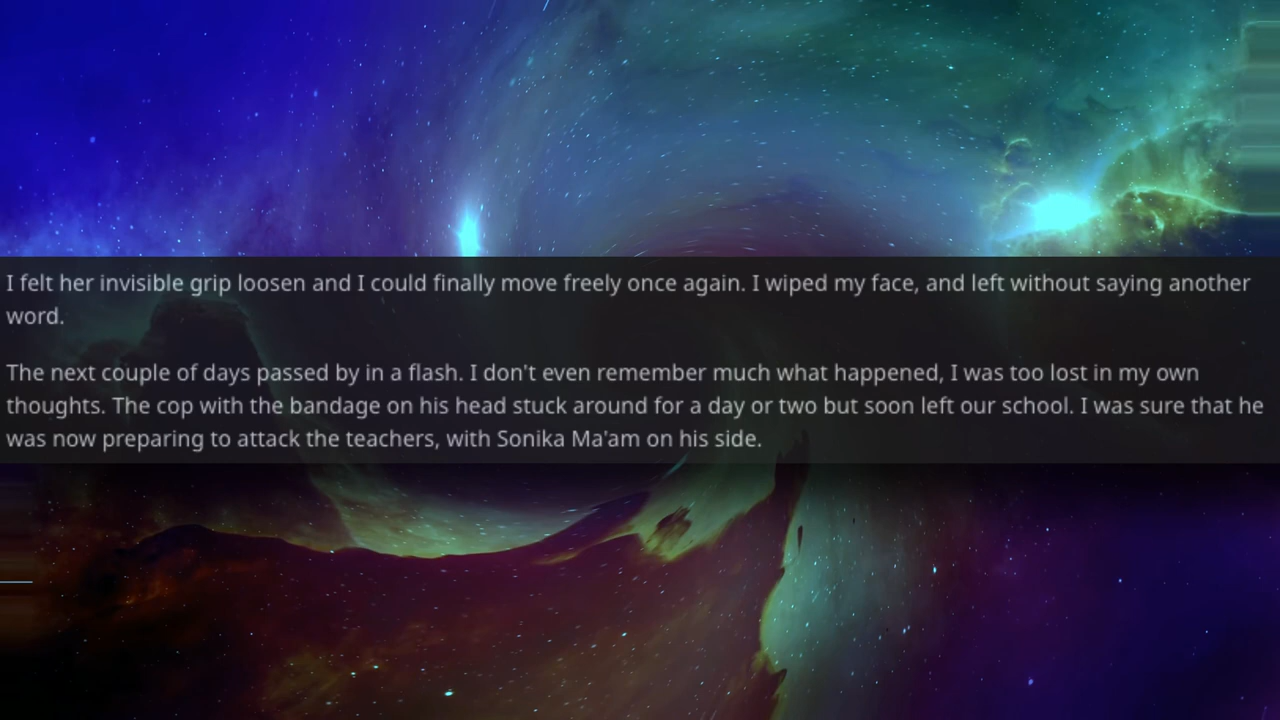 I felt her invisible grip loosen and I could finally move freely once again. I wiped my face, and left without saying another
word.
The next couple of days passed by in a flash. I don't even remember much what happened, I was too lost in my own
thoughts. The cop with the bandage on his head stuck around for a day or two but soon left our school. I was sure that he
was now preparing to attack the teachers, with Sonika Ma'am on his side.